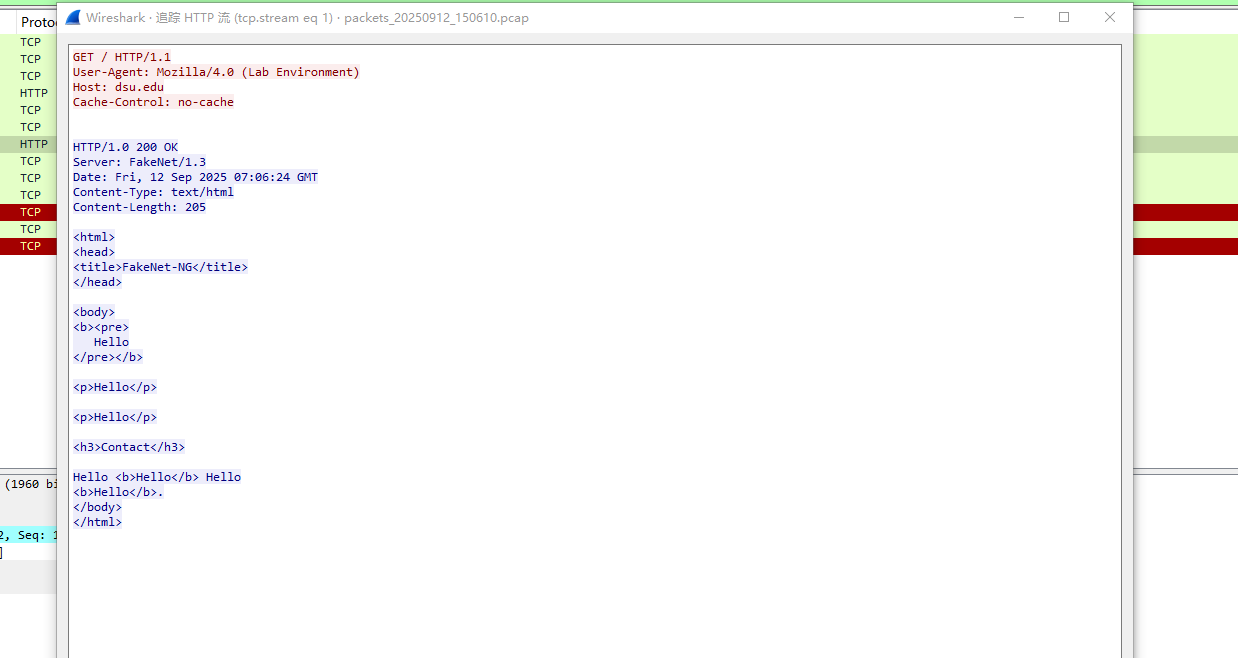 Wireshark · 追踪 HTTP 流 (tcp.stream eq 1) · packets_20250912_150610.pcap
TCP
TCP
TCP
HTTP
TCP
TCP
HTTP
TCP
TCP
TCP
TCP
TCP
TCP
GET / HTTP/1.1
User-Agent: Mozilla/4.0 (Lab Environment)
Host: dsu.edu
Cache-Control: no-cache
HTTP/1.0 200 OK
Server: FakeNet/1.3
Date: Fri, 12 Sep 2025 07:06:24 GMT
Content-Type: text/html
Content-Length: 205
<html>
<head>
<title>FakeNet-NG</title>
</head>
<body>
<b><pre>
   Hello
</pre></b>
<p>Hello</p>
<p>Hello</p>
<h3>Contact</h3>
Hello <b>Hello</b> Hello
<b>Hello</b>.
</body>
</html>
(1960
, Seq:
]